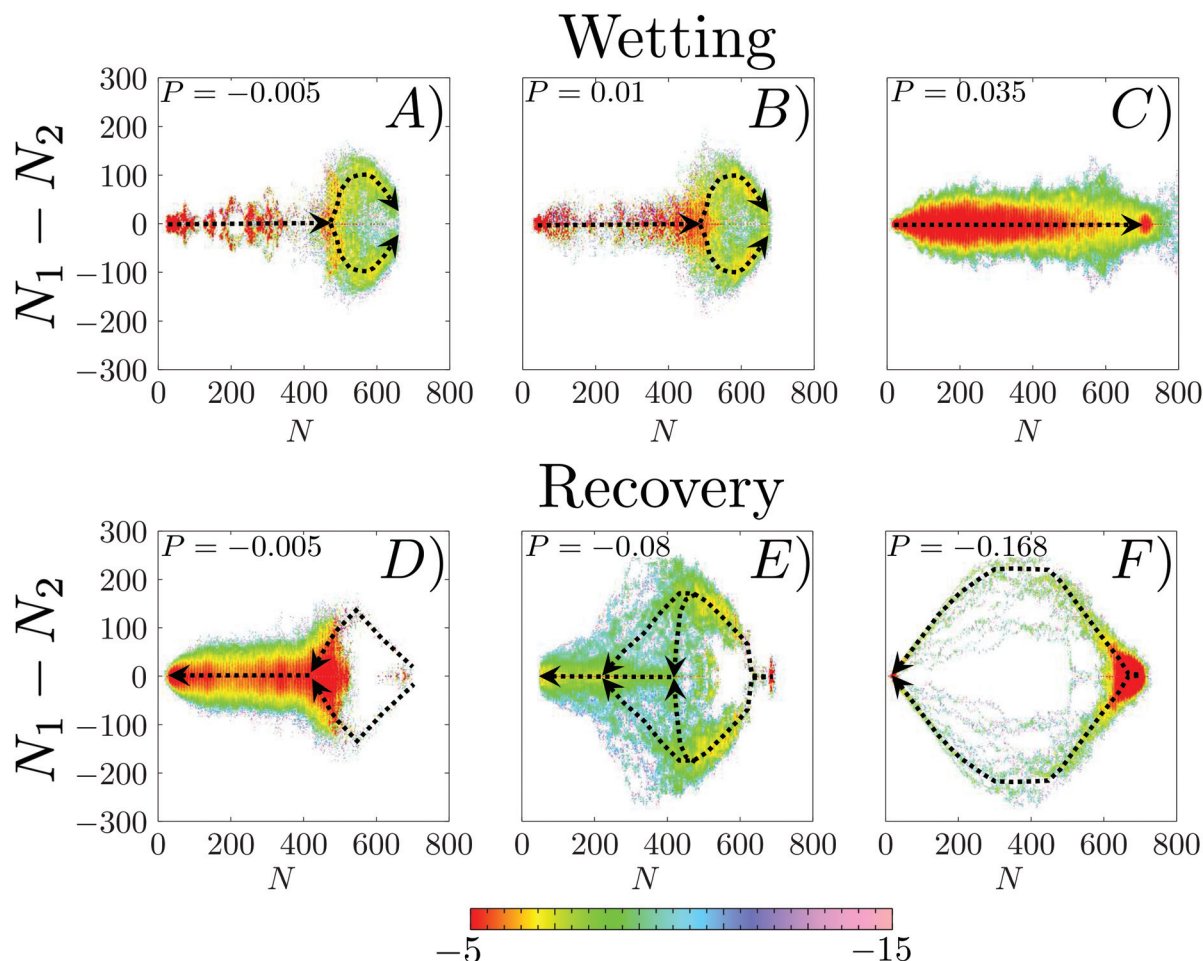 Wetting
P = −0.005
A)
P = 0.01
B)
P = 0.035
C)
N₁ − N₂
300
200
100
0
−100
−200
−300
0 200 400 600 800
0 200 400 600 800
0 200 400 600 800
N
N
N
Recovery
P = −0.005
D)
P = −0.08
E)
P = −0.168
F)
N₁ − N₂
300
200
100
0
−100
−200
−300
0 200 400 600 800
0 200 400 600 800
0 200 400 600 800
N
N
N
−5
−15